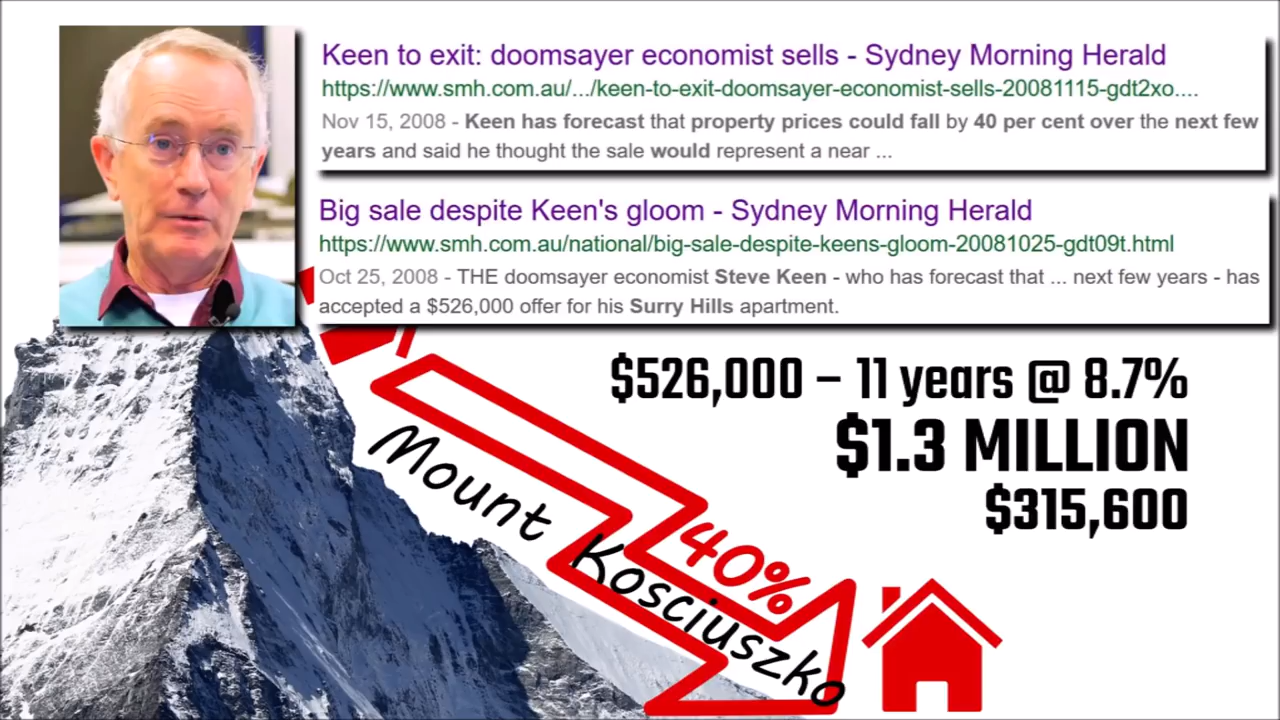 Keen to exit: doomsayer economist sells - Sydney Morning Herald
https://www.smh.com.au/.../keen-to-exit-doomsayer-economist-sells-20081115-gdt2xo....
Nov 15, 2008 - Keen has forecast that property prices could fall by 40 per cent over the next few
years and said he thought the sale would represent a near ...
Big sale despite Keen's gloom - Sydney Morning Herald
https://www.smh.com.au/national/big-sale-despite-keens-gloom-20081025-gdt09t.html
Oct 25, 2008 - THE doomsayer economist Steve Keen - who has forecast that ... next few years - has
accepted a $526,000 offer for his Surry Hills apartment.
$526,000 – 11 years @ 8.7%
$1.3 MILLION
$315,600
40%
Mount Kosciuszko